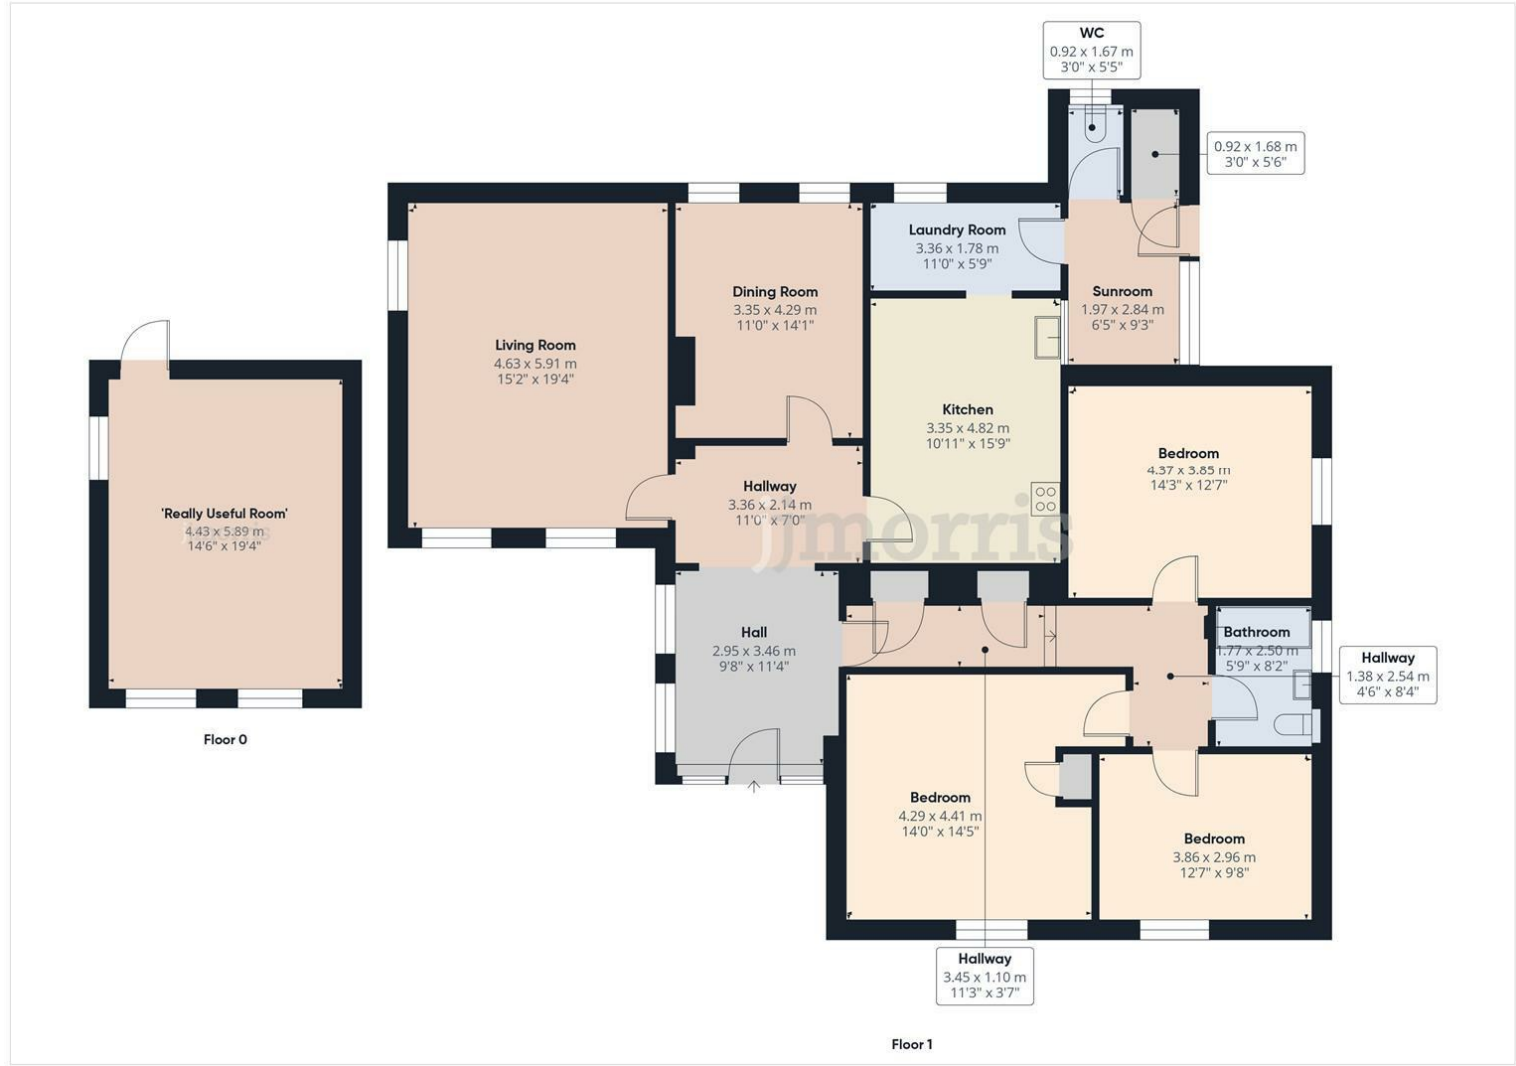 WC
0.92 x 1.67 m
3'0" x 5'5"
0.92 x 1.68 m
3'0" x 5'6"
Laundry Room
3.36 x 1.78 m
11'0" x 5'9"
Dining Room
3.35 x 4.29 m
11'0" x 14'1"
Sunroom
1.97 x 2.84 m
6'5" x 9'3"
Living Room
4.63 x 5.91 m
15'2" x 19'4"
Kitchen
3.35 x 4.82 m
10'11" x 15'9"
Bedroom
4.37 x 3.85 m
14'3" x 12'7"
Hallway
3.36 x 2.14 m
11'0" x 7'0"
jjmorris
'Really Useful Room'
4.43 x 5.89 m
14'6" x 19'4"
Hall
2.95 x 3.46 m
9'8" x 11'4"
Bathroom
1.77 x 2.50 m
5'9" x 8'2"
Hallway
1.38 x 2.54 m
4'6" x 8'4"
Floor 0
Bedroom
4.29 x 4.41 m
14'0" x 14'5"
Bedroom
3.86 x 2.96 m
12'7" x 9'8"
Hallway
3.45 x 1.10 m
11'3" x 3'7"
Floor 1